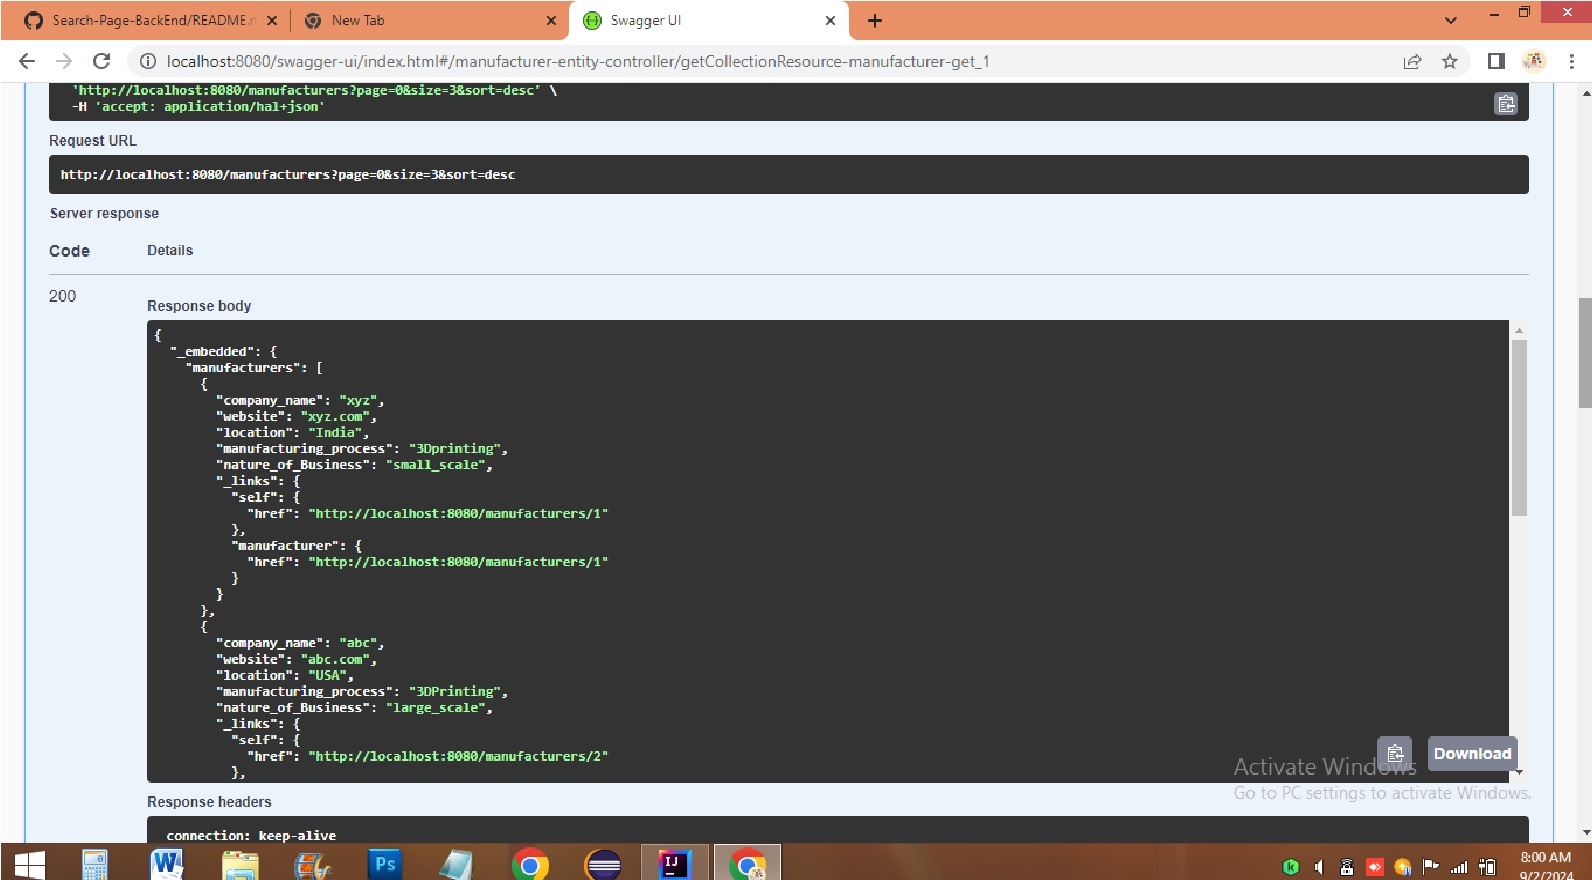 Search-Page-BackEnd/README.m
New Tab
Swagger UI
localhost:8080/swagger-ui/index.html#/manufacturer-entity-controller/getCollectionResource-manufacturer-get_1
'http://localhost:8080/manufacturers?page=0&size=3&sort=desc' \
-H 'accept: application/hal+json'
Request URL
http://localhost:8080/manufacturers?page=0&size=3&sort=desc
Server response
Code Details
200
Response body
{
"_embedded": {
"manufacturers": [
{
"company_name": "xyz",
"website": "xyz.com",
"location": "India",
"manufacturing_process": "3Dprinting",
"nature_of_Business": "small_scale",
"_links": {
"self": {
"href": "http://localhost:8080/manufacturers/1"
},
"manufacturer": {
"href": "http://localhost:8080/manufacturers/1"
}
}
},
{
"company_name": "abc",
"website": "abc.com",
"location": "USA",
"manufacturing_process": "3DPrinting",
"nature_of_Business": "large_scale",
"_links": {
"self": {
"href": "http://localhost:8080/manufacturers/2"
},
Download
Activate Windows
Go to PC settings to activate Windows.
Response headers
connection: keep-alive
W
Ps
IJ
8:00 AM
9/2/2024